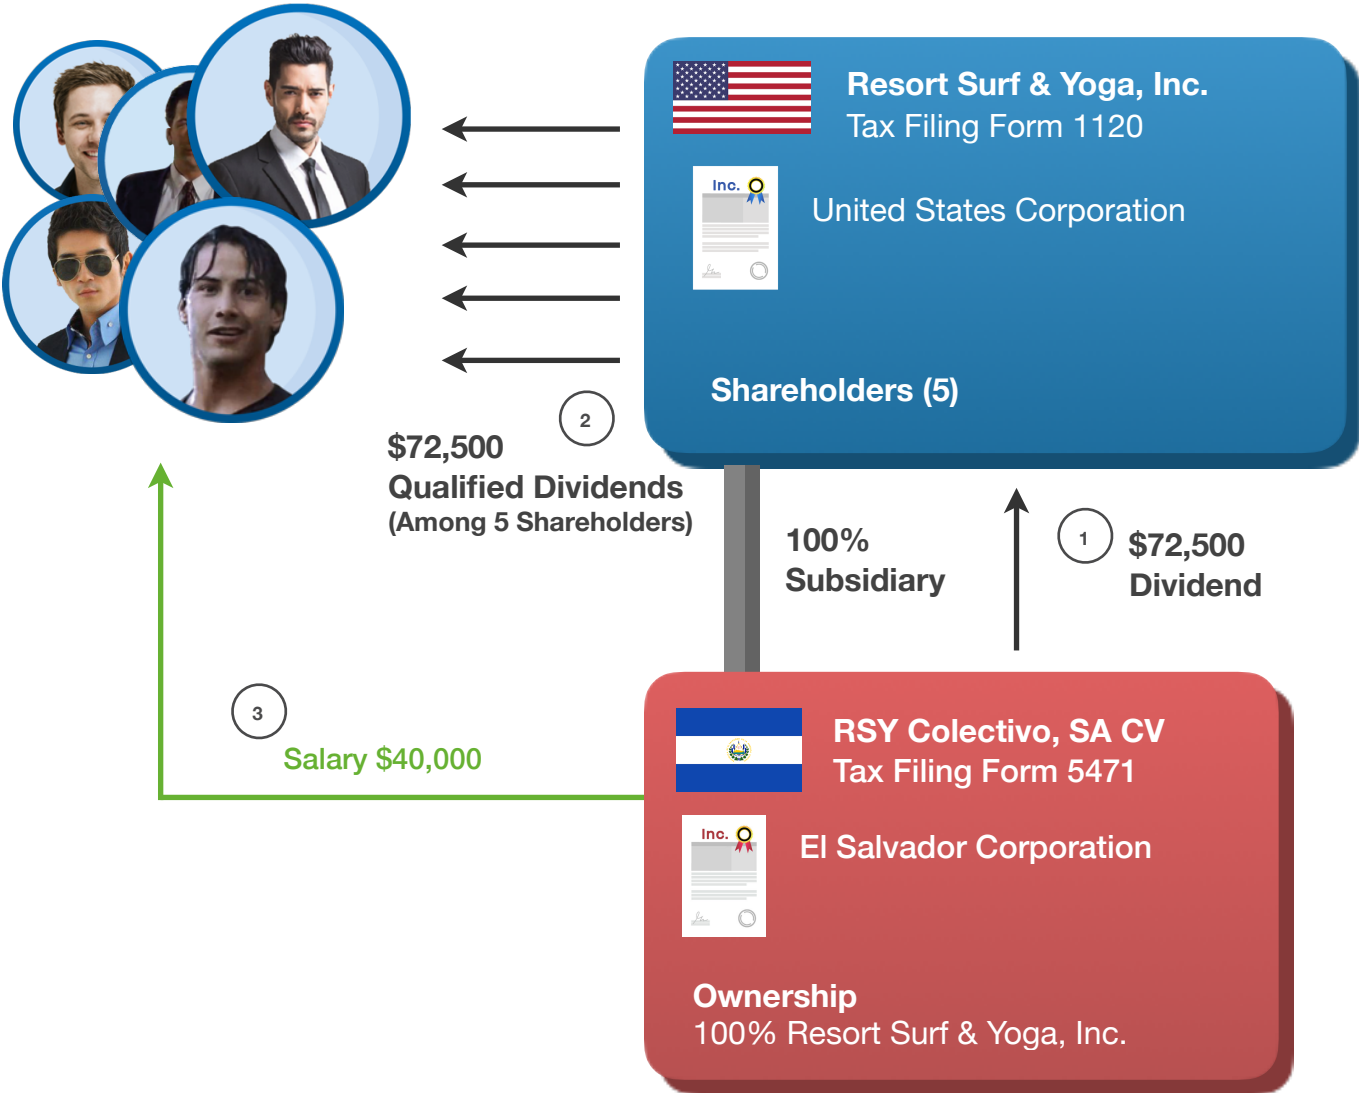 Resort Surf & Yoga, Inc.
Tax Filing Form 1120
Inc.
United States Corporation
Shareholders (5)
2
$72,500
Qualified Dividends
(Among 5 Shareholders)
100%
Subsidiary
1
$72,500
Dividend
3
Salary $40,000
RSY Colectivo, SA CV
Tax Filing Form 5471
Inc.
El Salvador Corporation
Ownership
100% Resort Surf & Yoga, Inc.